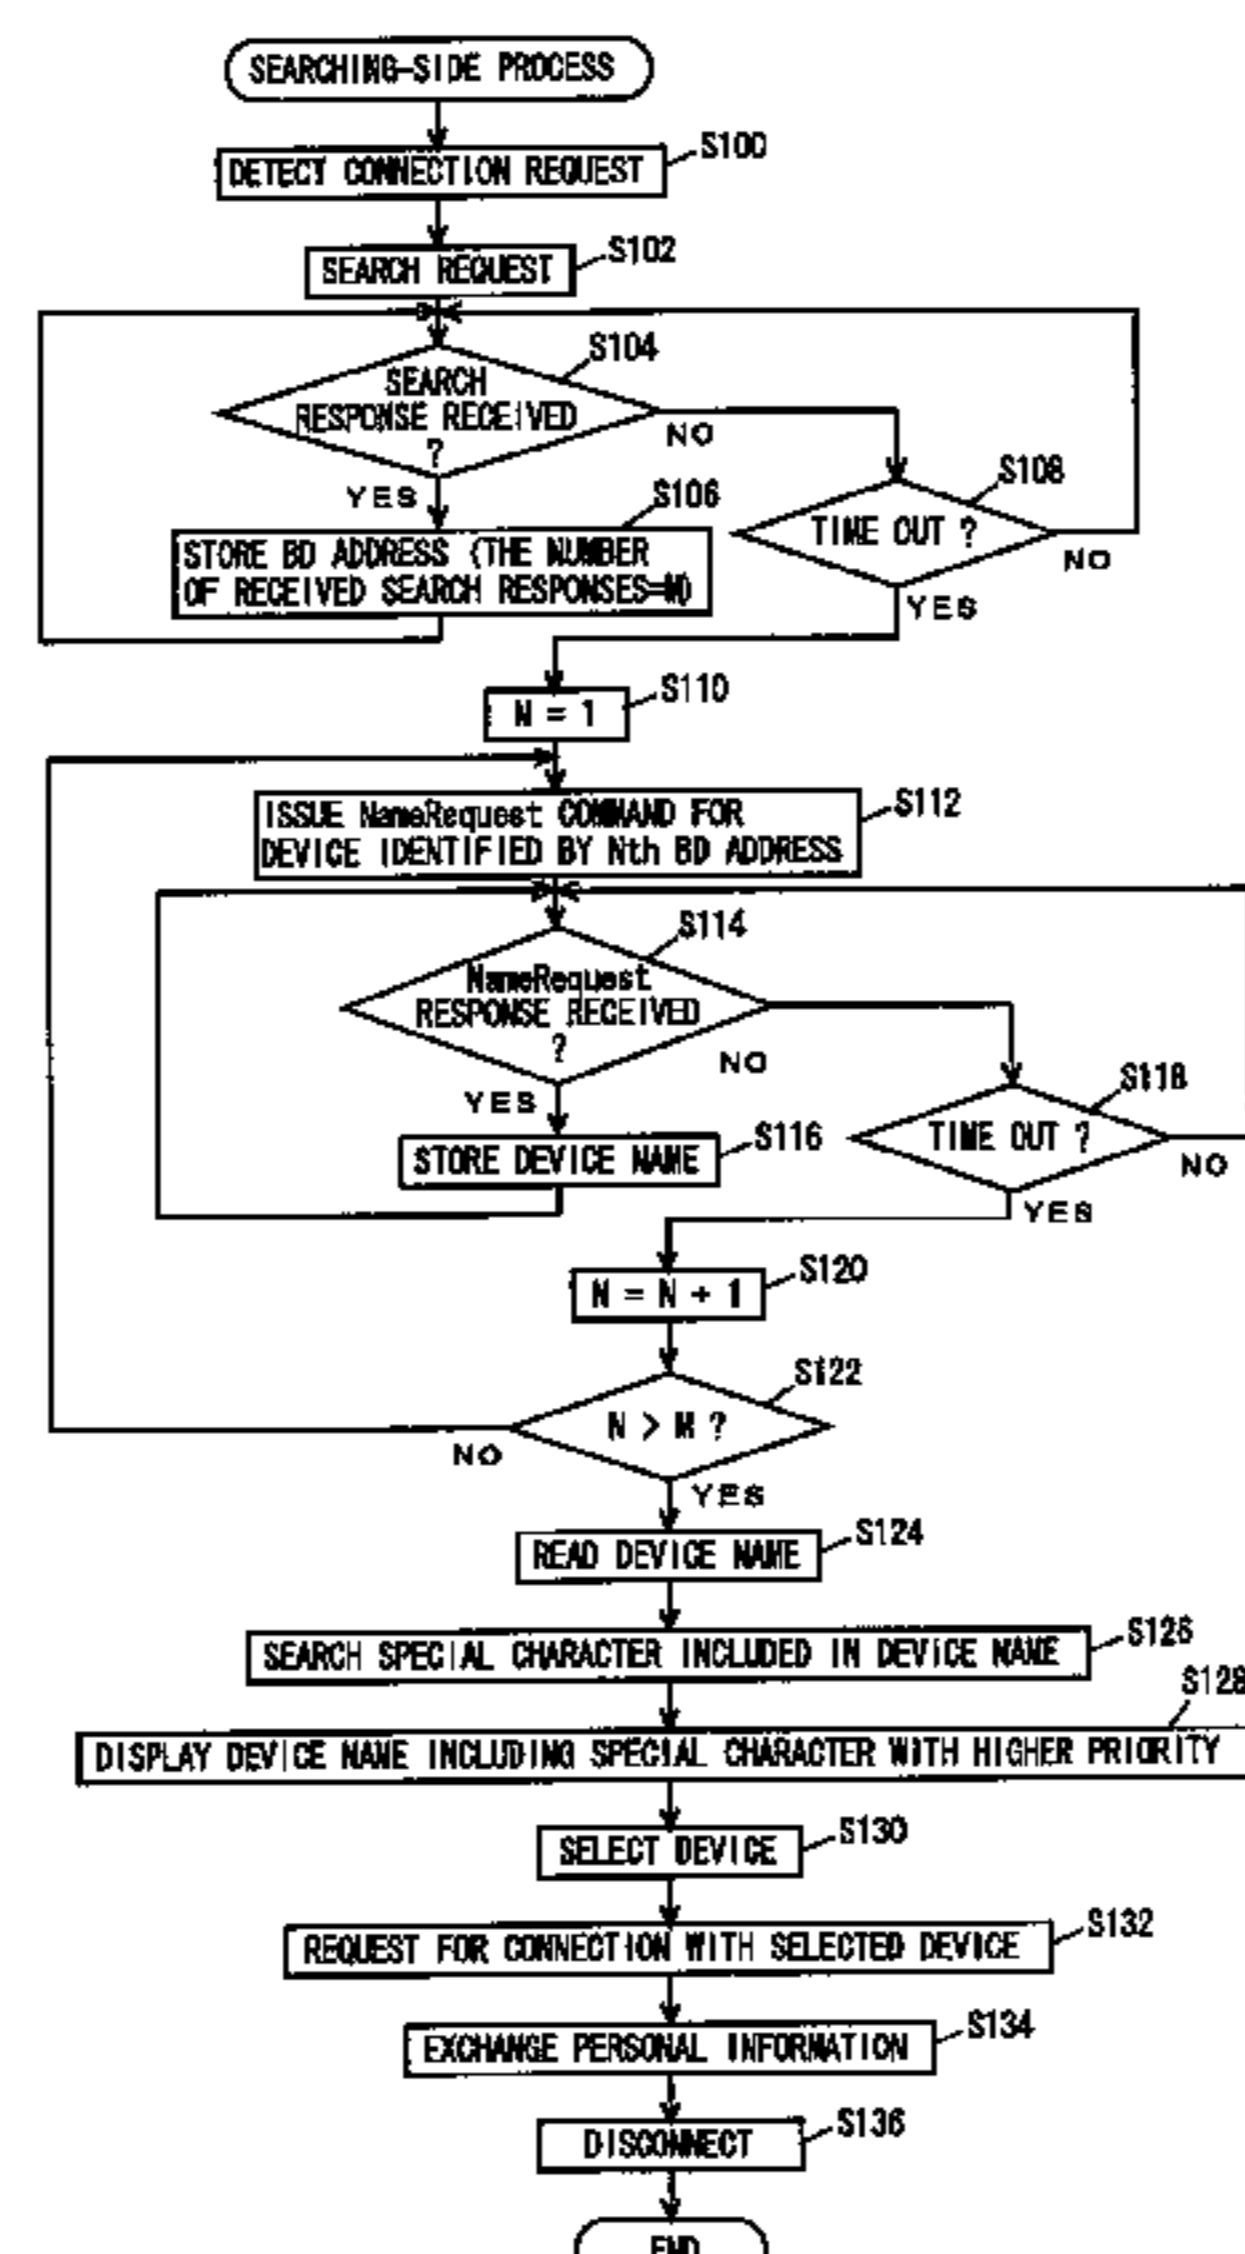 SEARCHING-SIDE PROCESS
S100
DETECT CONNECTION REQUEST
S102
SEARCH REQUEST
S104
SEARCH
RESPONSE RECEIVED
?
NO
YES
S106
S108
TIME OUT ?
NO
YES
STORE BD ADDRESS (THE NUMBER
OF RECEIVED SEARCH RESPONSES=M)
S110
N = 1
S112
ISSUE NameRequest COMMAND FOR
DEVICE IDENTIFIED BY Nth BD ADDRESS
S114
NameRequest
RESPONSE RECEIVED
?
NO
YES
S118
TIME OUT ?
NO
YES
S116
STORE DEVICE NAME
S120
N = N + 1
S122
N > M ?
NO
YES
S124
READ DEVICE NAME
S126
SEARCH SPECIAL CHARACTER INCLUDED IN DEVICE NAME
S128
DISPLAY DEVICE NAME INCLUDING SPECIAL CHARACTER WITH HIGHER PRIORITY
S130
SELECT DEVICE
S132
REQUEST FOR CONNECTION WITH SELECTED DEVICE
S134
EXCHANGE PERSONAL INFORMATION
S136
DISCONNECT
END